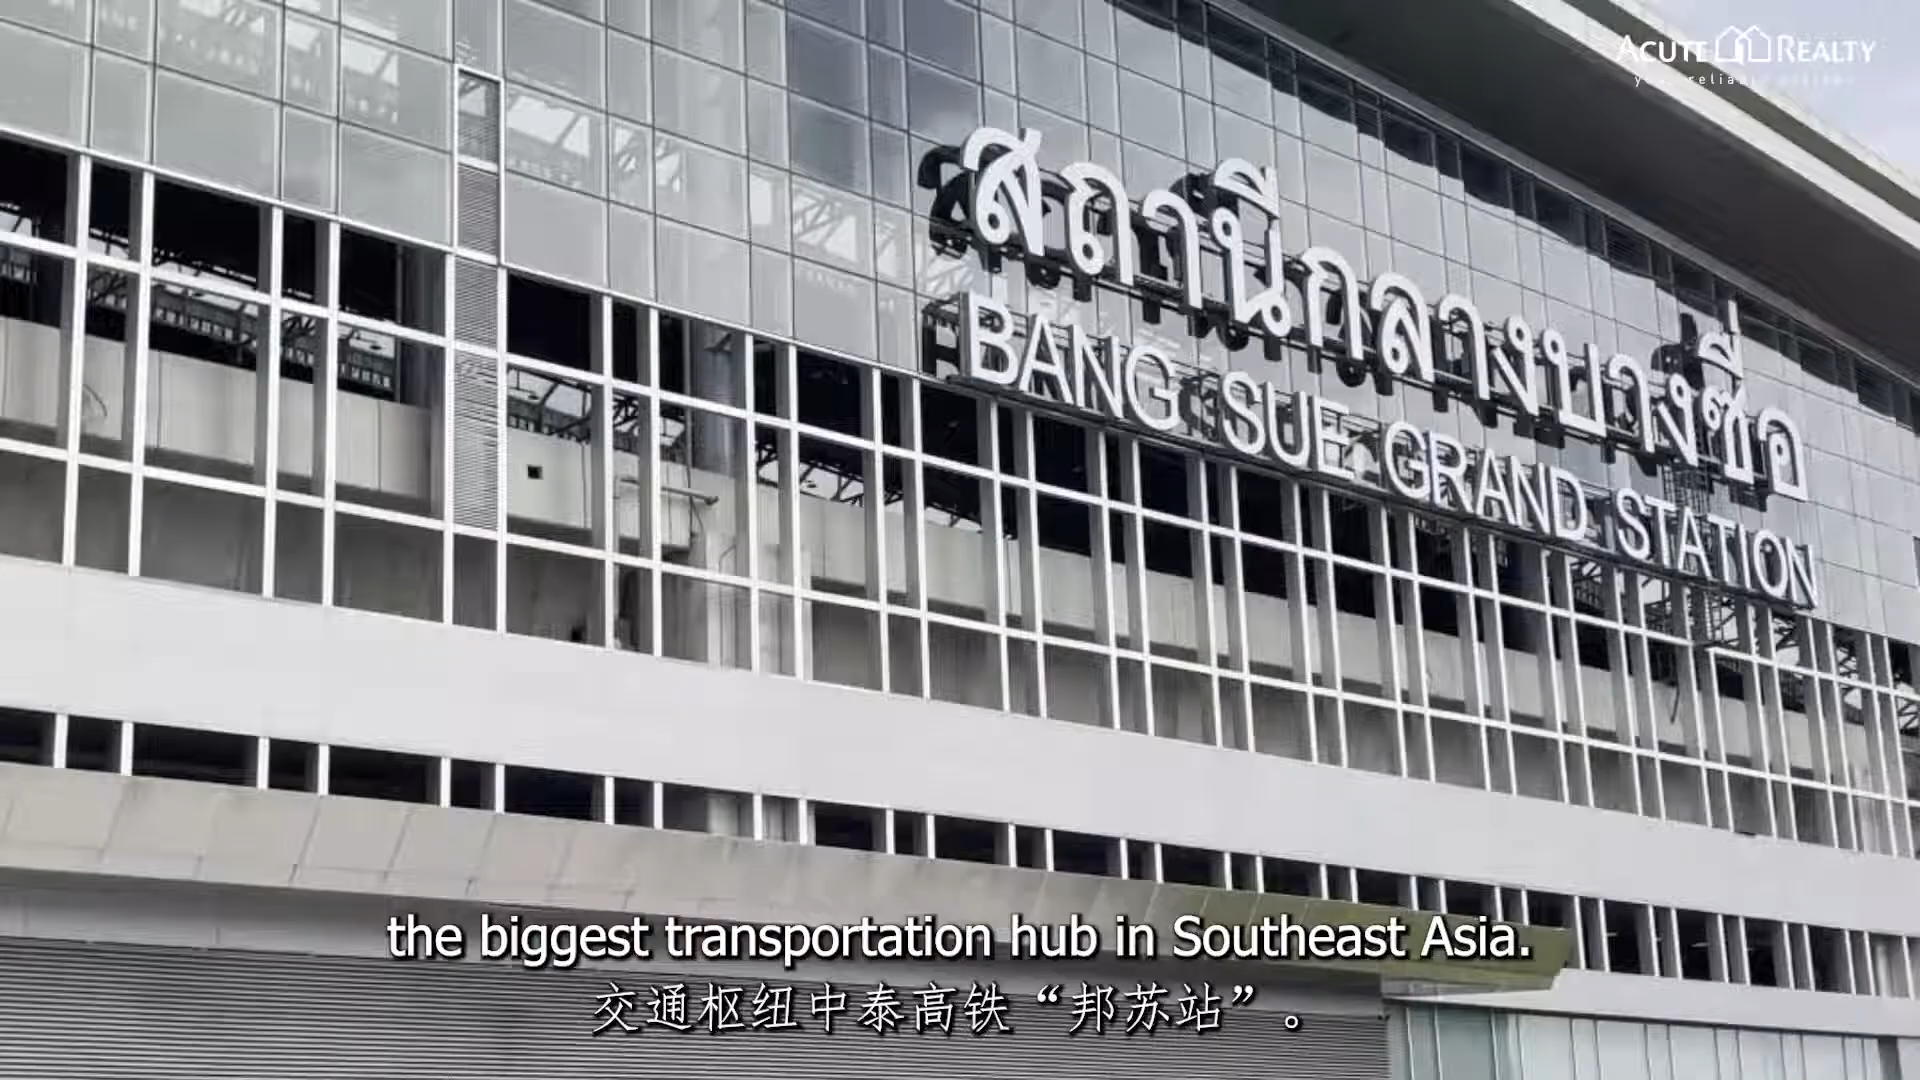 ACUTE REALTY
สถานีกลางบางซื่อ
BANG SUE GRAND STATION
the biggest transportation hub in Southeast Asia.
交通枢纽中泰高铁“邦苏站”。